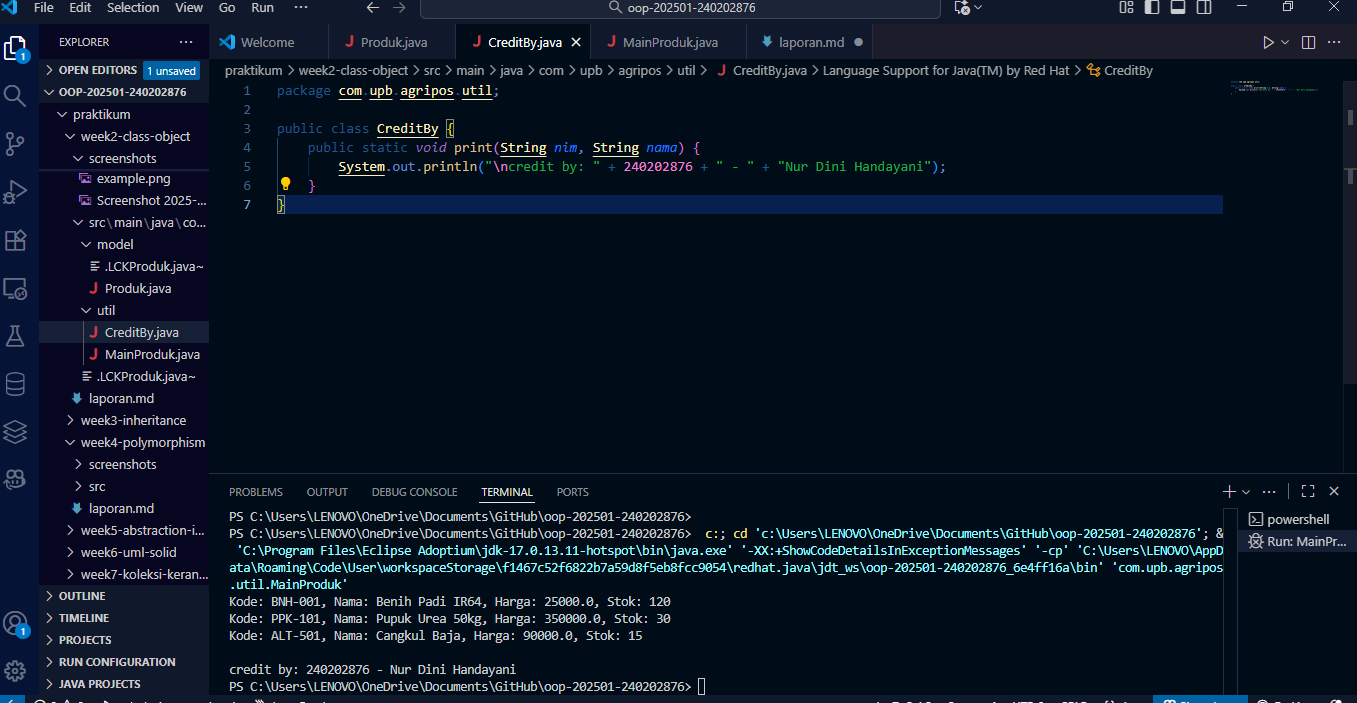 File Edit Selection View Go Run ··· oop-202501-240202876
EXPLORER ···
OPEN EDITORS 1 unsaved
OOP-202501-240202876
praktikum
week2-class-object
screenshots
example.png
Screenshot 2025-...
src\main\java\co...
model
.LCKProduk.java~
Produk.java
util
CreditBy.java
MainProduk.java
.LCKProduk.java~
laporan.md
week3-inheritance
week4-polymorphism
screenshots
src
laporan.md
week5-abstraction-i...
week6-uml-solid
week7-koleksi-keran...
OUTLINE
TIMELINE
PROJECTS
RUN CONFIGURATION
JAVA PROJECTS
1
1
Welcome Produk.java CreditBy.java MainProduk.java laporan.md
praktikum > week2-class-object > src > main > java > com > upb > agripos > util > CreditBy.java > Language Support for Java(TM) by Red Hat > CreditBy
1 package com.upb.agripos.util;
2
3 public class CreditBy {
4 public static void print(String nim, String nama) {
5 System.out.println("\ncredit by: " + 240202876 + " - " + "Nur Dini Handayani");
6 }
7 }
PROBLEMS OUTPUT DEBUG CONSOLE TERMINAL PORTS
PS C:\Users\LENOVO\OneDrive\Documents\GitHub\oop-202501-240202876>
PS C:\Users\LENOVO\OneDrive\Documents\GitHub\oop-202501-240202876> c:; cd 'c:\Users\LENOVO\OneDrive\Documents\GitHub\oop-202501-240202876'; &
'C:\Program Files\Eclipse Adoptium\jdk-17.0.13.11-hotspot\bin\java.exe' '-XX:+ShowCodeDetailsInExceptionMessages' '-cp' 'C:\Users\LENOVO\AppD
ata\Roaming\Code\User\workspaceStorage\f1467c52f6822b7a59d8f5eb8fcc9054\redhat.java\jdt_ws\oop-202501-240202876_6e4ff16a\bin' 'com.upb.agripos
.util.MainProduk'
Kode: BNH-001, Nama: Benih Padi IR64, Harga: 25000.0, Stok: 120
Kode: PPK-101, Nama: Pupuk Urea 50kg, Harga: 350000.0, Stok: 30
Kode: ALT-501, Nama: Cangkul Baja, Harga: 90000.0, Stok: 15
credit by: 240202876 - Nur Dini Handayani
PS C:\Users\LENOVO\OneDrive\Documents\GitHub\oop-202501-240202876>
powershell
Run: MainPr...